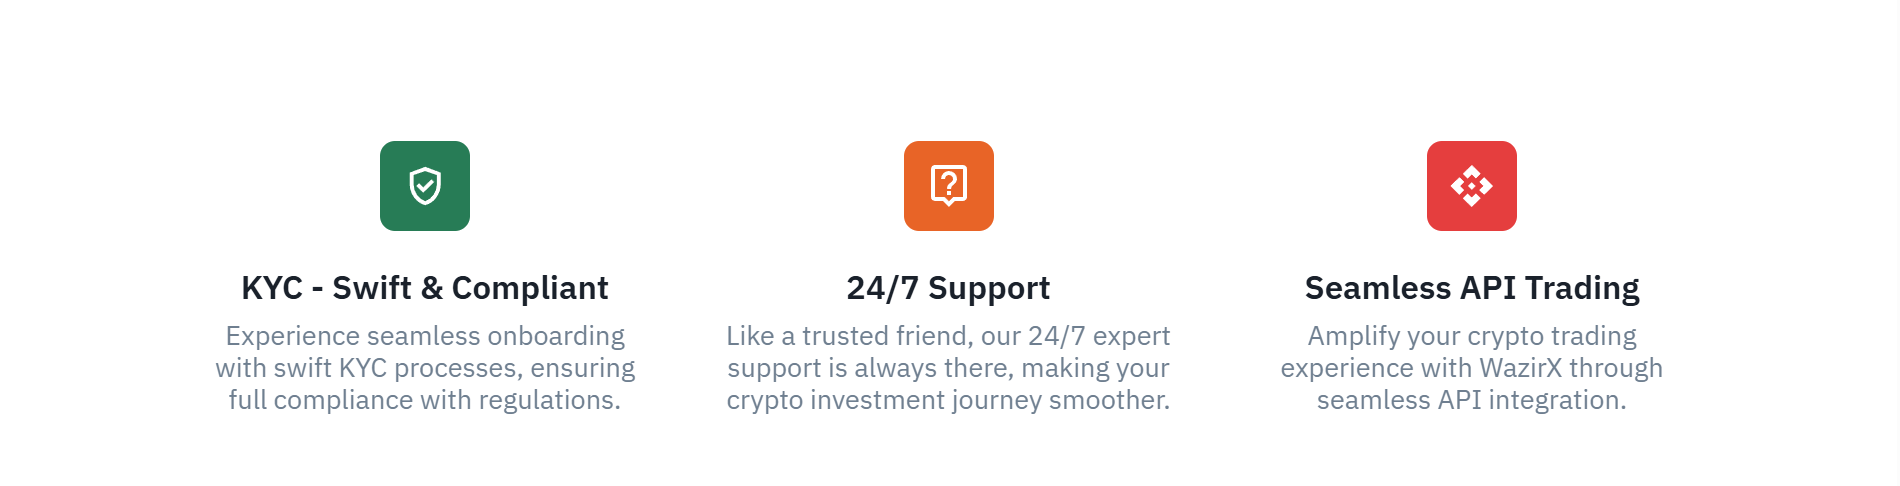 KYC - Swift & Compliant
Experience seamless onboarding
with swift KYC processes, ensuring
full compliance with regulations.
24/7 Support
Like a trusted friend, our 24/7 expert
support is always there, making your
crypto investment journey smoother.
Seamless API Trading
Amplify your crypto trading
experience with WazirX through
seamless API integration.